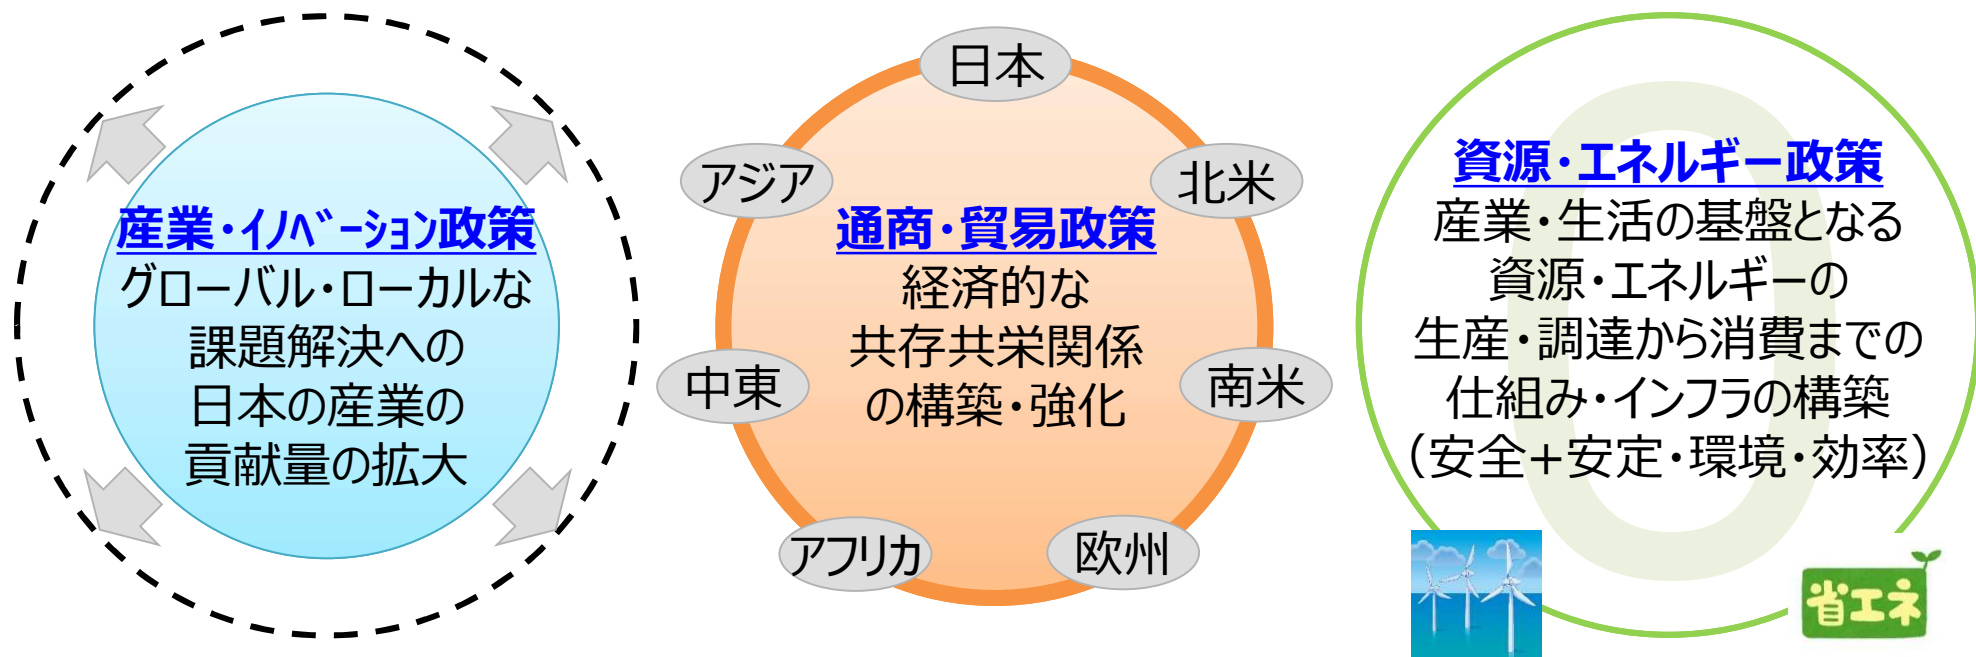 産業・イノベーション政策
グローバル・ローカルな
課題解決への
日本の産業の
貢献量の拡大
日本
アジア
北米
通商・貿易政策
経済的な
共存共栄関係
の構築・強化
中東
南米
アフリカ
欧州
0
資源・エネルギー政策
産業・生活の基盤となる
資源・エネルギーの
生産・調達から消費までの
仕組み・インフラの構築
（安全+安定・環境・効率）
省エネ